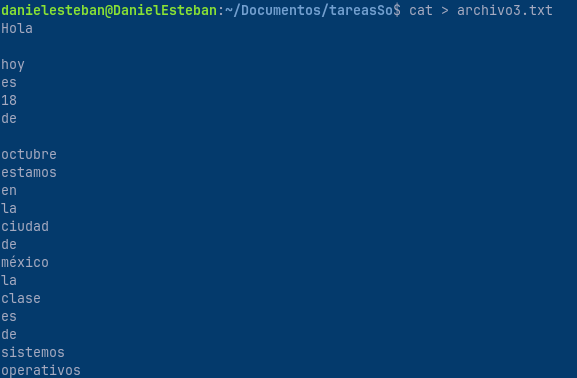 danielesteban@DanielEsteban:~/Documentos/tareasSo$ cat > archivo3.txt
Hola

hoy
es
18
de

octubre
estamos
en
la
ciudad
de
méxico
la
clase
es
de
sistemos
operativos